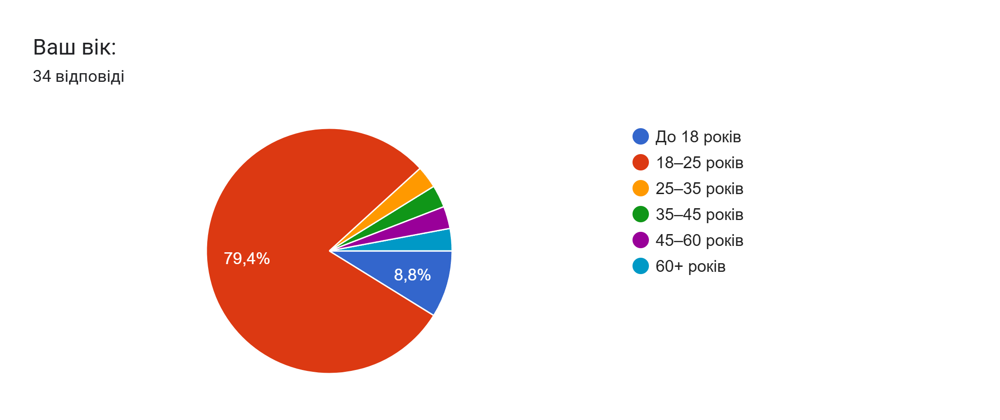 Ваш вік:
34 відповіді
79,4%
8,8%
До 18 років
18–25 років
25–35 років
35–45 років
45–60 років
60+ років